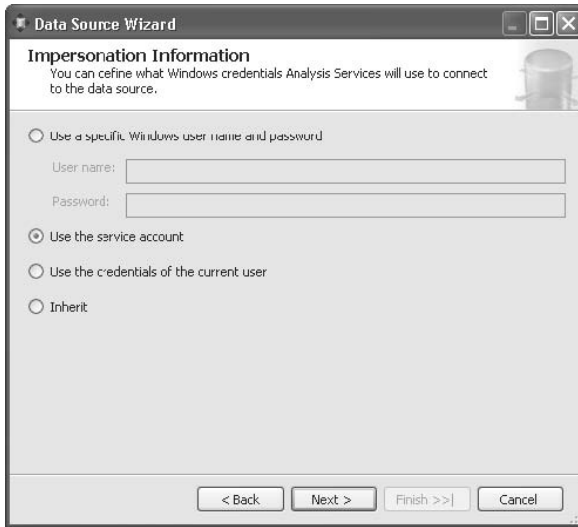 Data Source Wizard
Impersonation Information
You can cefine what Windows credentials Analysis Services will use to connect
to the data source.
Use a specific Windows user name and password
User name:
Password:
Use the service account
Use the credentials of the current user
Inherit
< Back
Next >
Finish >>|
Cancel